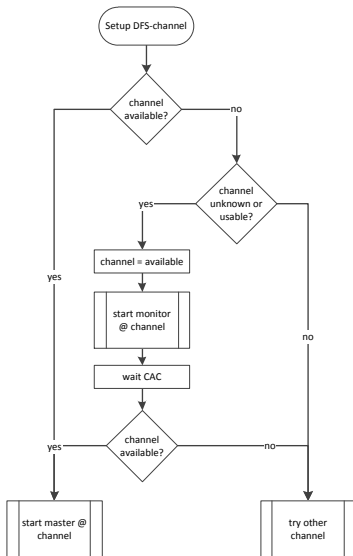 Setup DFS-channel
channel
available?
no
channel
unknown or
usable?
yes
channel = available
yes
start monitor
@ channel
no
wait CAC
channel
available?
yes
no
start master @
channel
try other
channel